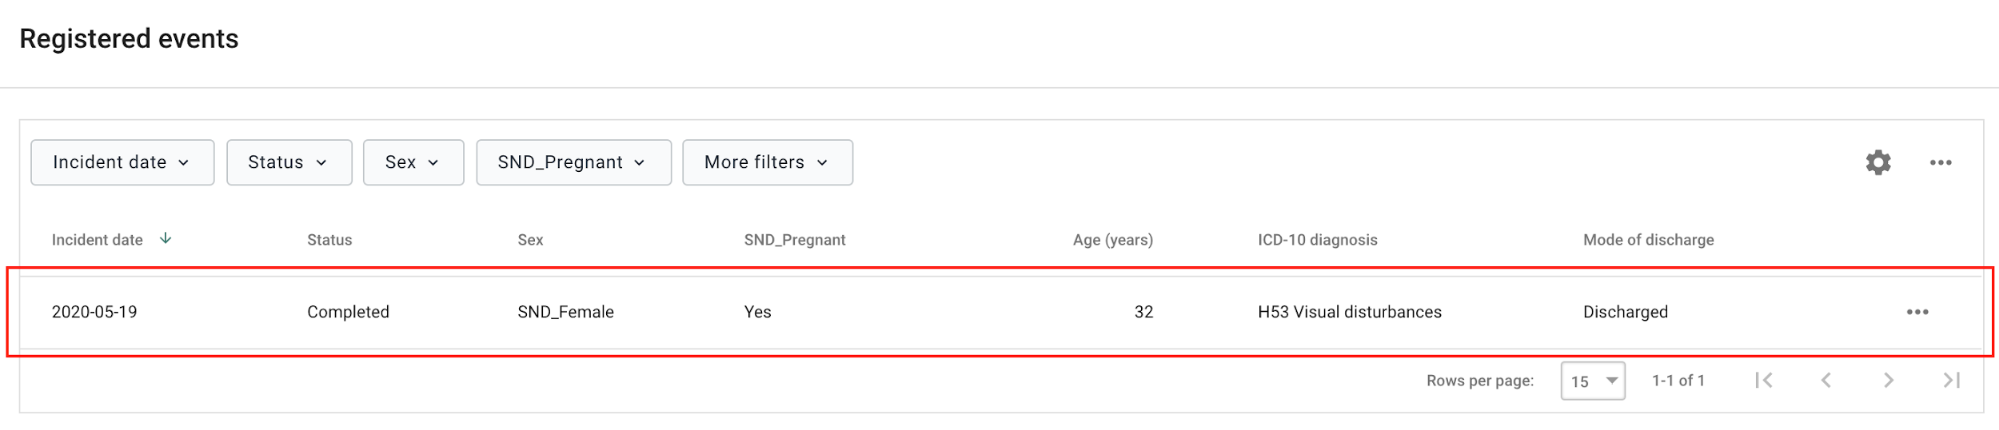 Registered events
Incident date Status Sex SND_Pregnant More filters
Incident date Status Sex SND_Pregnant Age (years) ICD-10 diagnosis Mode of discharge
2020-05-19 Completed SND_Female Yes 32 H53 Visual disturbances Discharged
Rows per page: 15 1-1 of 1